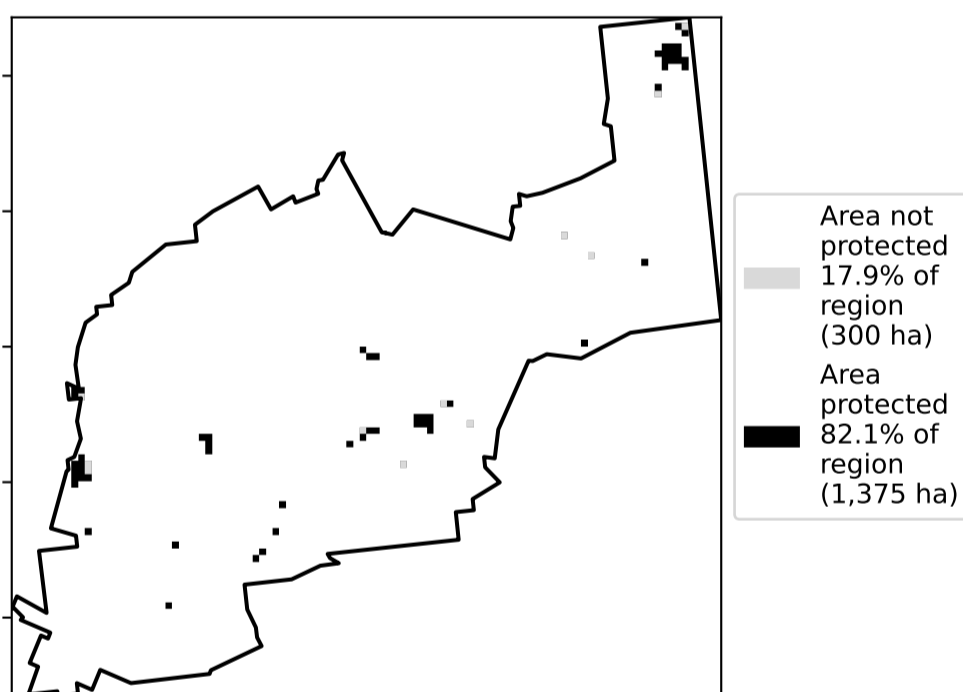 Area not
protected
17.9% of
region
(300 ha)
Area
protected
82.1% of
region
(1,375 ha)